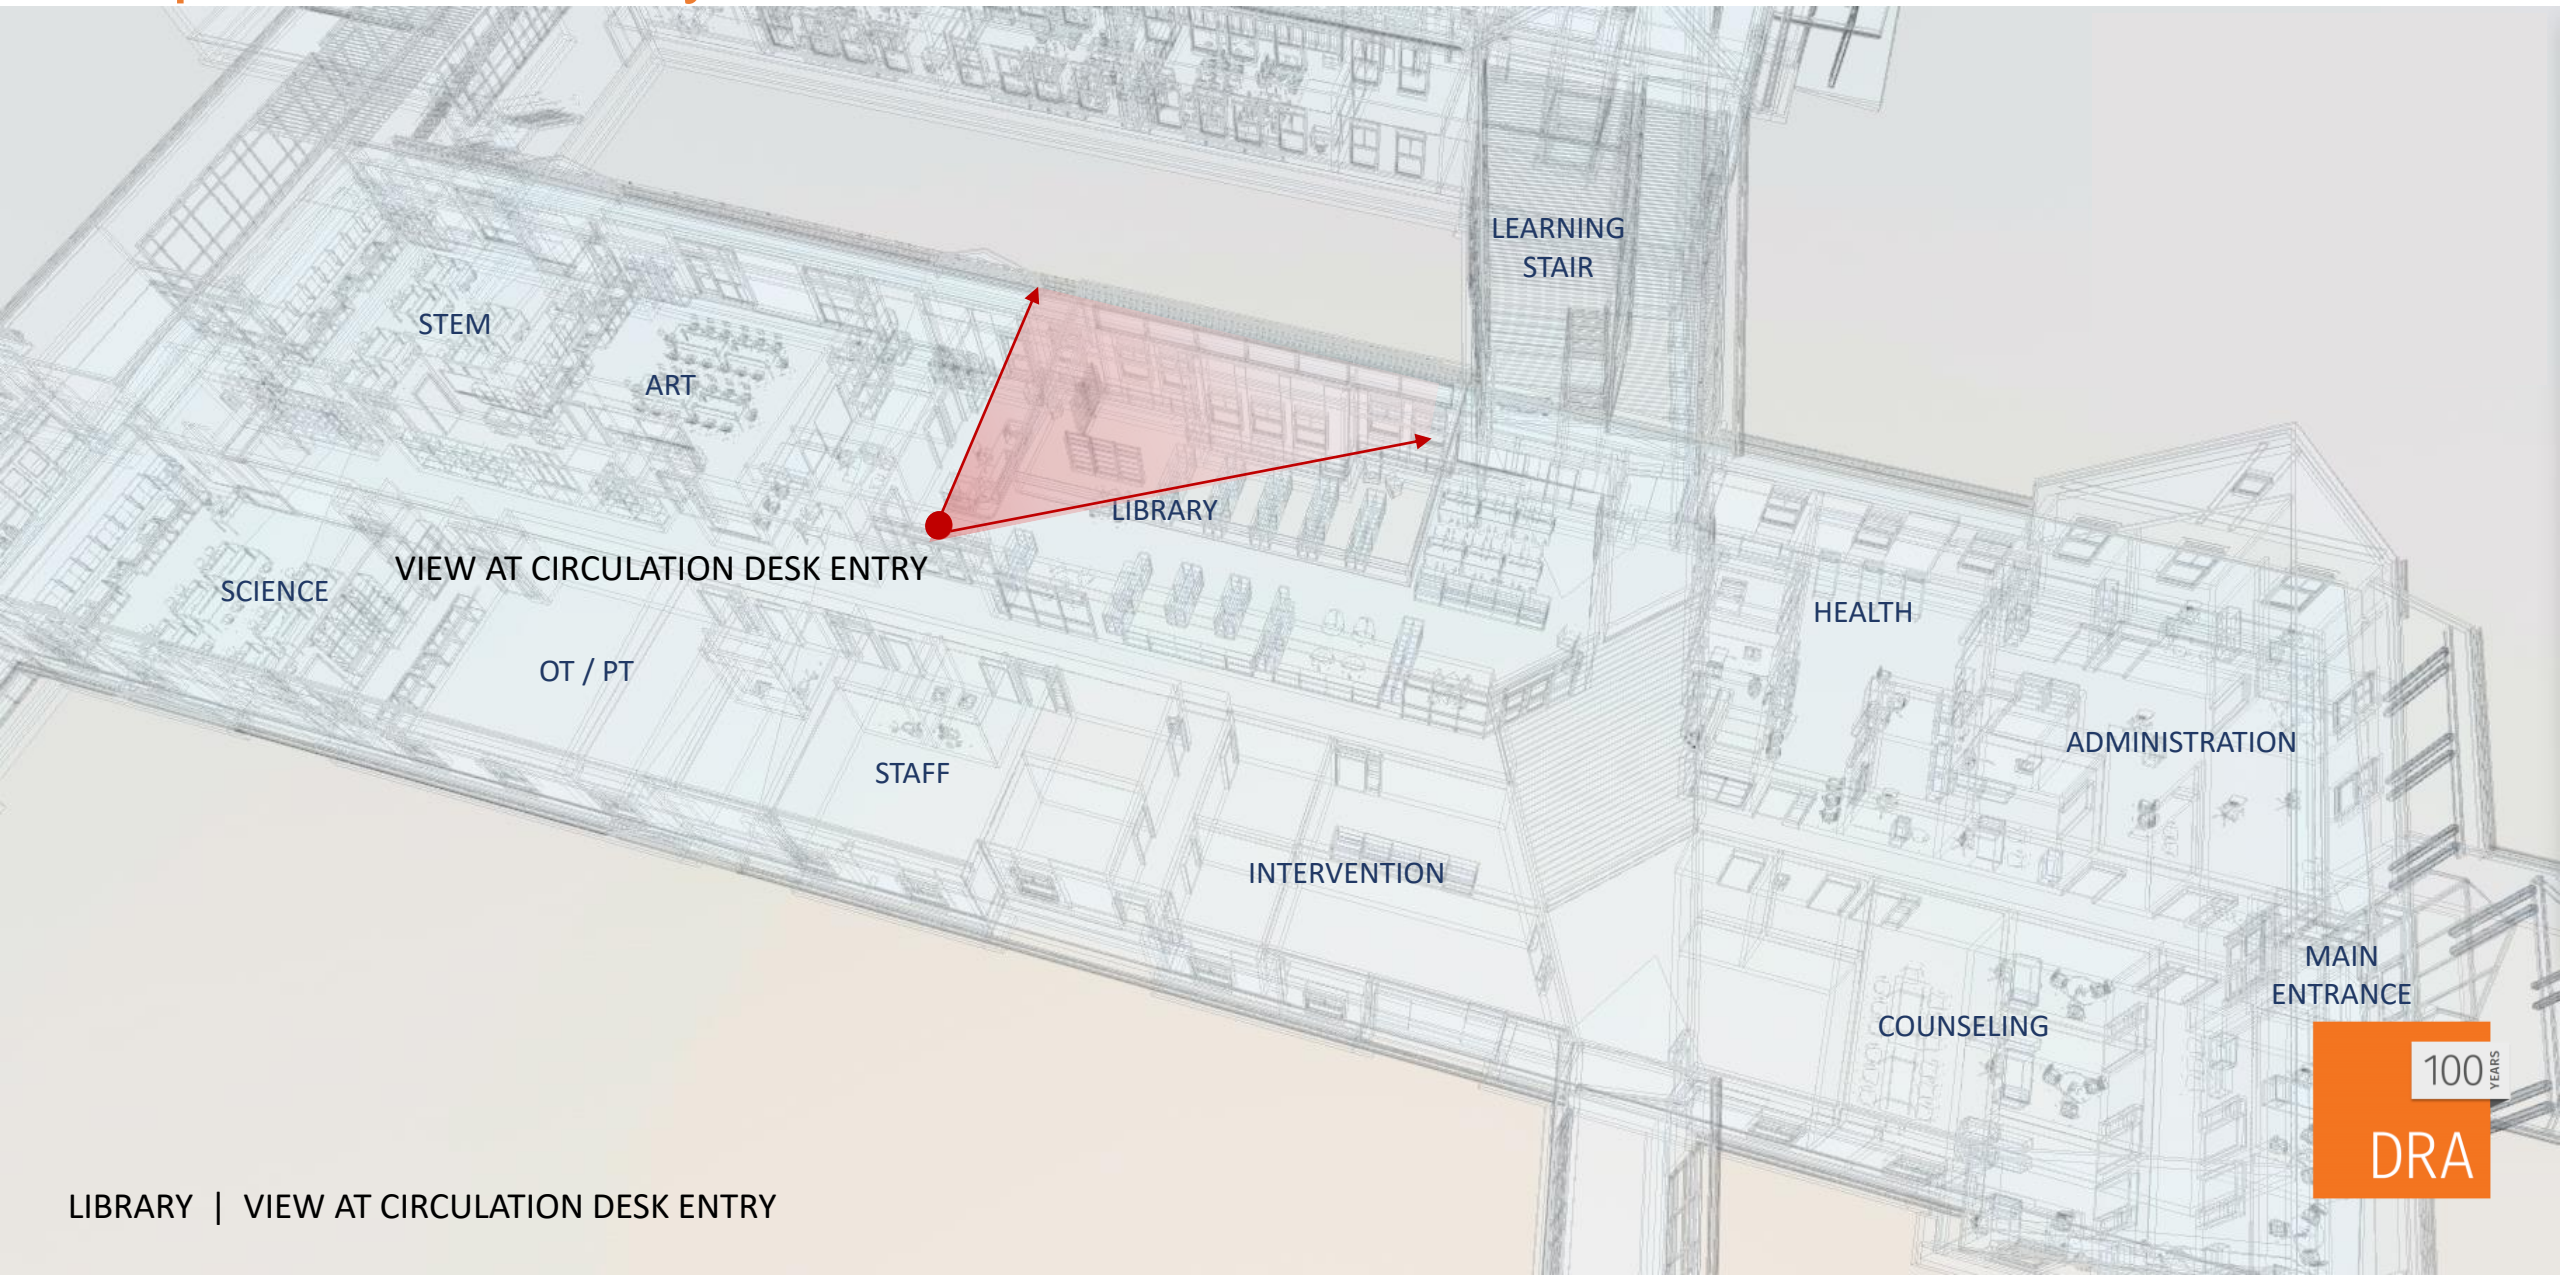 LEARNING
STAIR
STEM
ART
LIBRARY
VIEW AT CIRCULATION DESK ENTRY
SCIENCE
HEALTH
OT / PT
ADMINISTRATION
STAFF
INTERVENTION
MAIN
ENTRANCE
COUNSELING
100 YEARS
DRA
LIBRARY | VIEW AT CIRCULATION DESK ENTRY